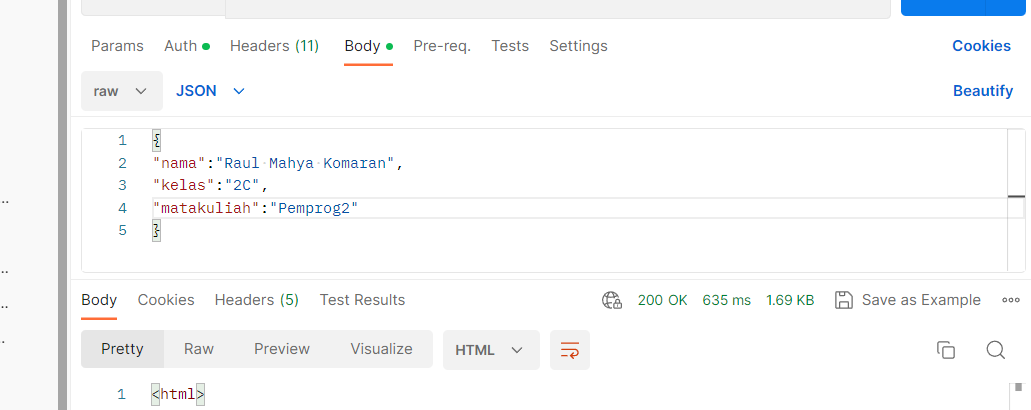 Params Auth Headers (11) Body Pre-req. Tests Settings Cookies
raw JSON Beautify
1 {
2 "nama":"Raul Mahya Komaran",
3 "kelas":"2C",
4 "matakuliah":"Pemprog2"
5 }
Body Cookies Headers (5) Test Results 200 OK 635 ms 1.69 KB Save as Example
Pretty Raw Preview Visualize HTML
1 <html>